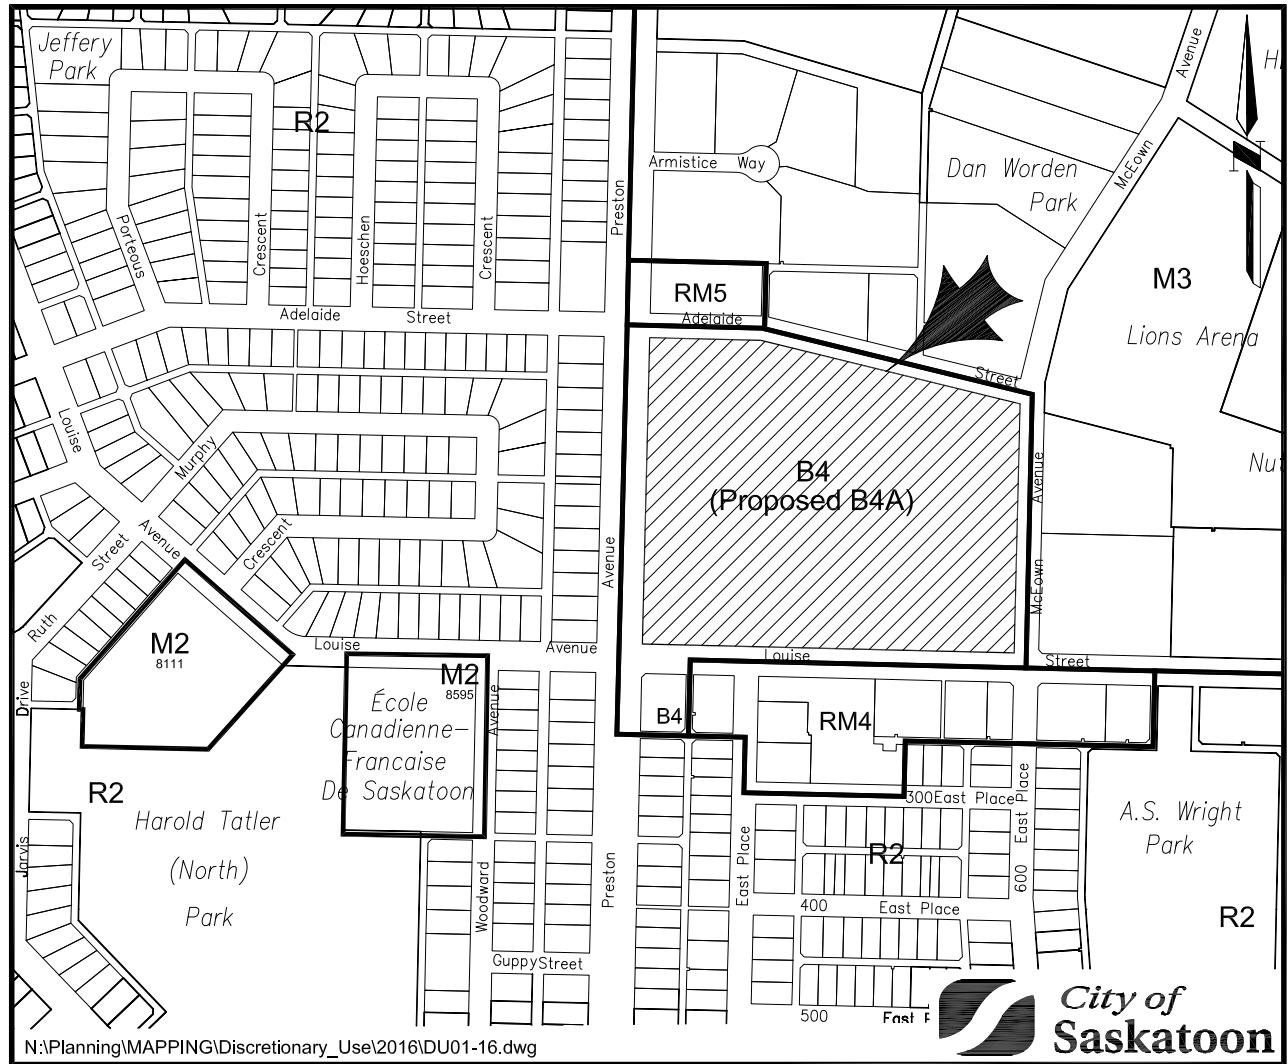 Jeffery
Park
R2
Porteous
Crescent
Hoeschen
Crescent
Preston
Adelaide
Street
Armistice Way
Avenue
McEown
Dan Worden
Park
M3
Lions Arena
RM5
Adelaide
Street
B4
(Proposed B4A)
Avenue
McEown
Louise
Murphy
Avenue
Crescent
Street
Ruth
Drive
M2
8111
Louise
Avenue
Avenue
Louise
Street
M2
8595
Avenue
École
Canadienne-
Francaise
De Saskatoon
B4
RM4
R2
Harold Tatler
(North)
Park
Jarvis
Woodward
Preston
East Place
300 East Place
600 East Place
R2
400 East Place
A.S. Wright
Park
R2
Guppy Street
500
City of
Saskatoon
N:\Planning\MAPPING\Discretionary_Use\2016\DU01-16.dwg